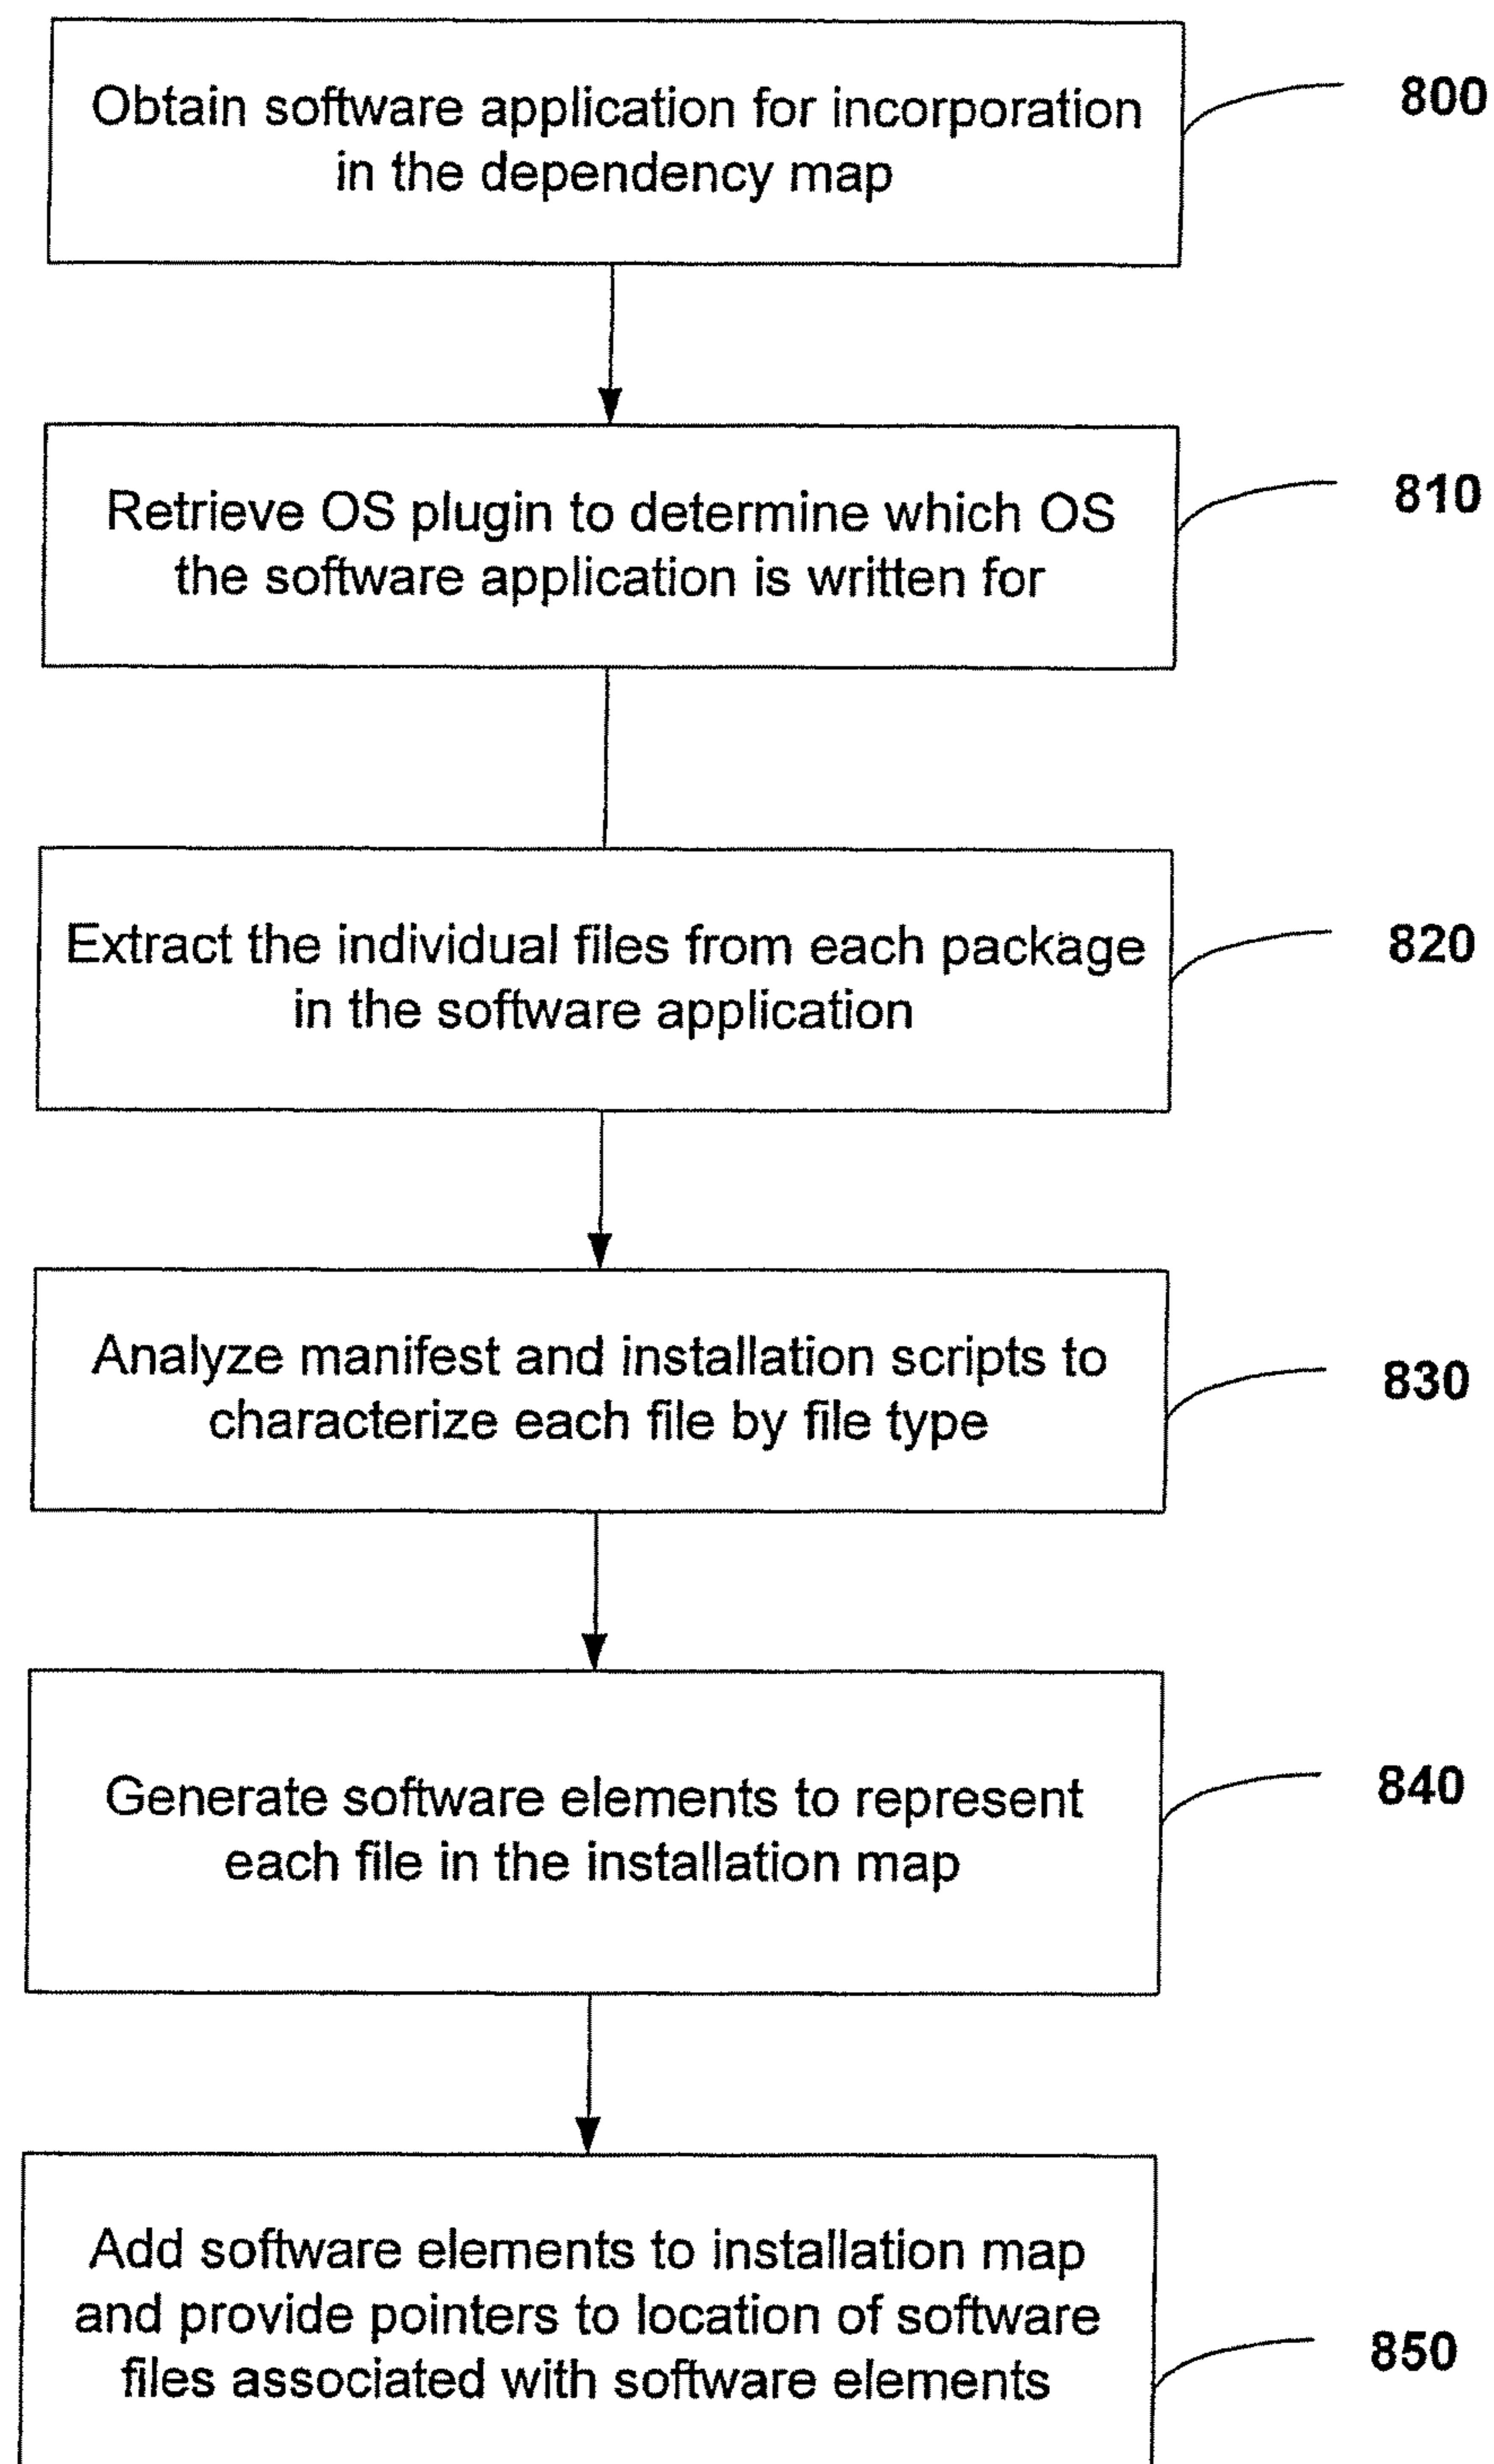 Obtain software application for incorporation
in the dependency map
800
Retrieve OS plugin to determine which OS
the software application is written for
810
Extract the individual files from each package
in the software application
820
Analyze manifest and installation scripts to
characterize each file by file type
830
Generate software elements to represent
each file in the installation map
840
Add software elements to installation map
and provide pointers to location of software
files associated with software elements
850